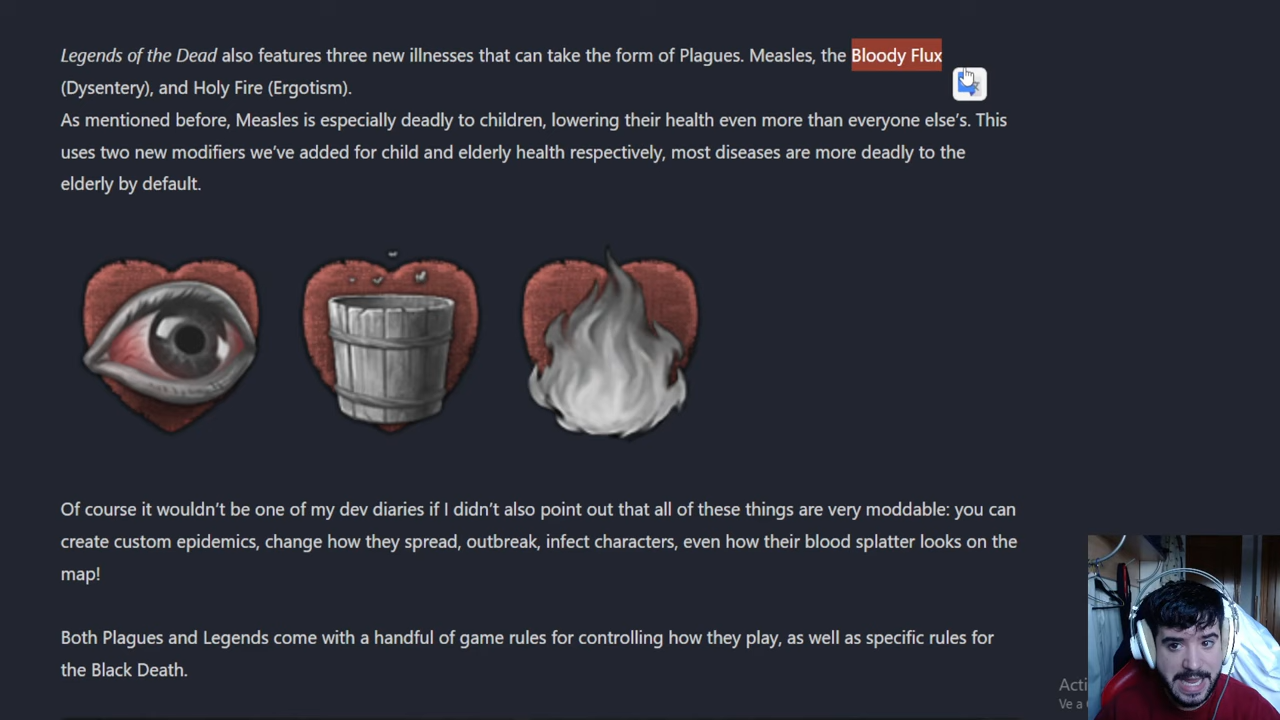 Legends of the Dead also features three new illnesses that can take the form of Plagues. Measles, the Bloody Flux
(Dysentery), and Holy Fire (Ergotism).
As mentioned before, Measles is especially deadly to children, lowering their health even more than everyone else’s. This
uses two new modifiers we’ve added for child and elderly health respectively, most diseases are more deadly to the
elderly by default.
Of course it wouldn’t be one of my dev diaries if I didn’t also point out that all of these things are very moddable: you can
create custom epidemics, change how they spread, outbreak, infect characters, even how their blood splatter looks on the
map!
Both Plagues and Legends come with a handful of game rules for controlling how they play, as well as specific rules for
the Black Death.
Acti
Ve a